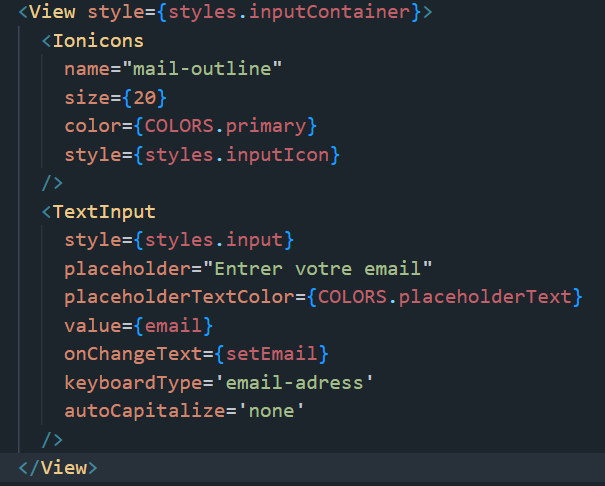 <View style={styles.inputContainer}>
<Ionicons
name="mail-outline"
size={20}
color={COLORS.primary}
style={styles.inputIcon}
/>
<TextInput
style={styles.input}
placeholder="Entrer votre email"
placeholderTextColor={COLORS.placeholderText}
value={email}
onChangeText={setEmail}
keyboardType='email-adress'
autoCapitalize='none'
/>
</View>